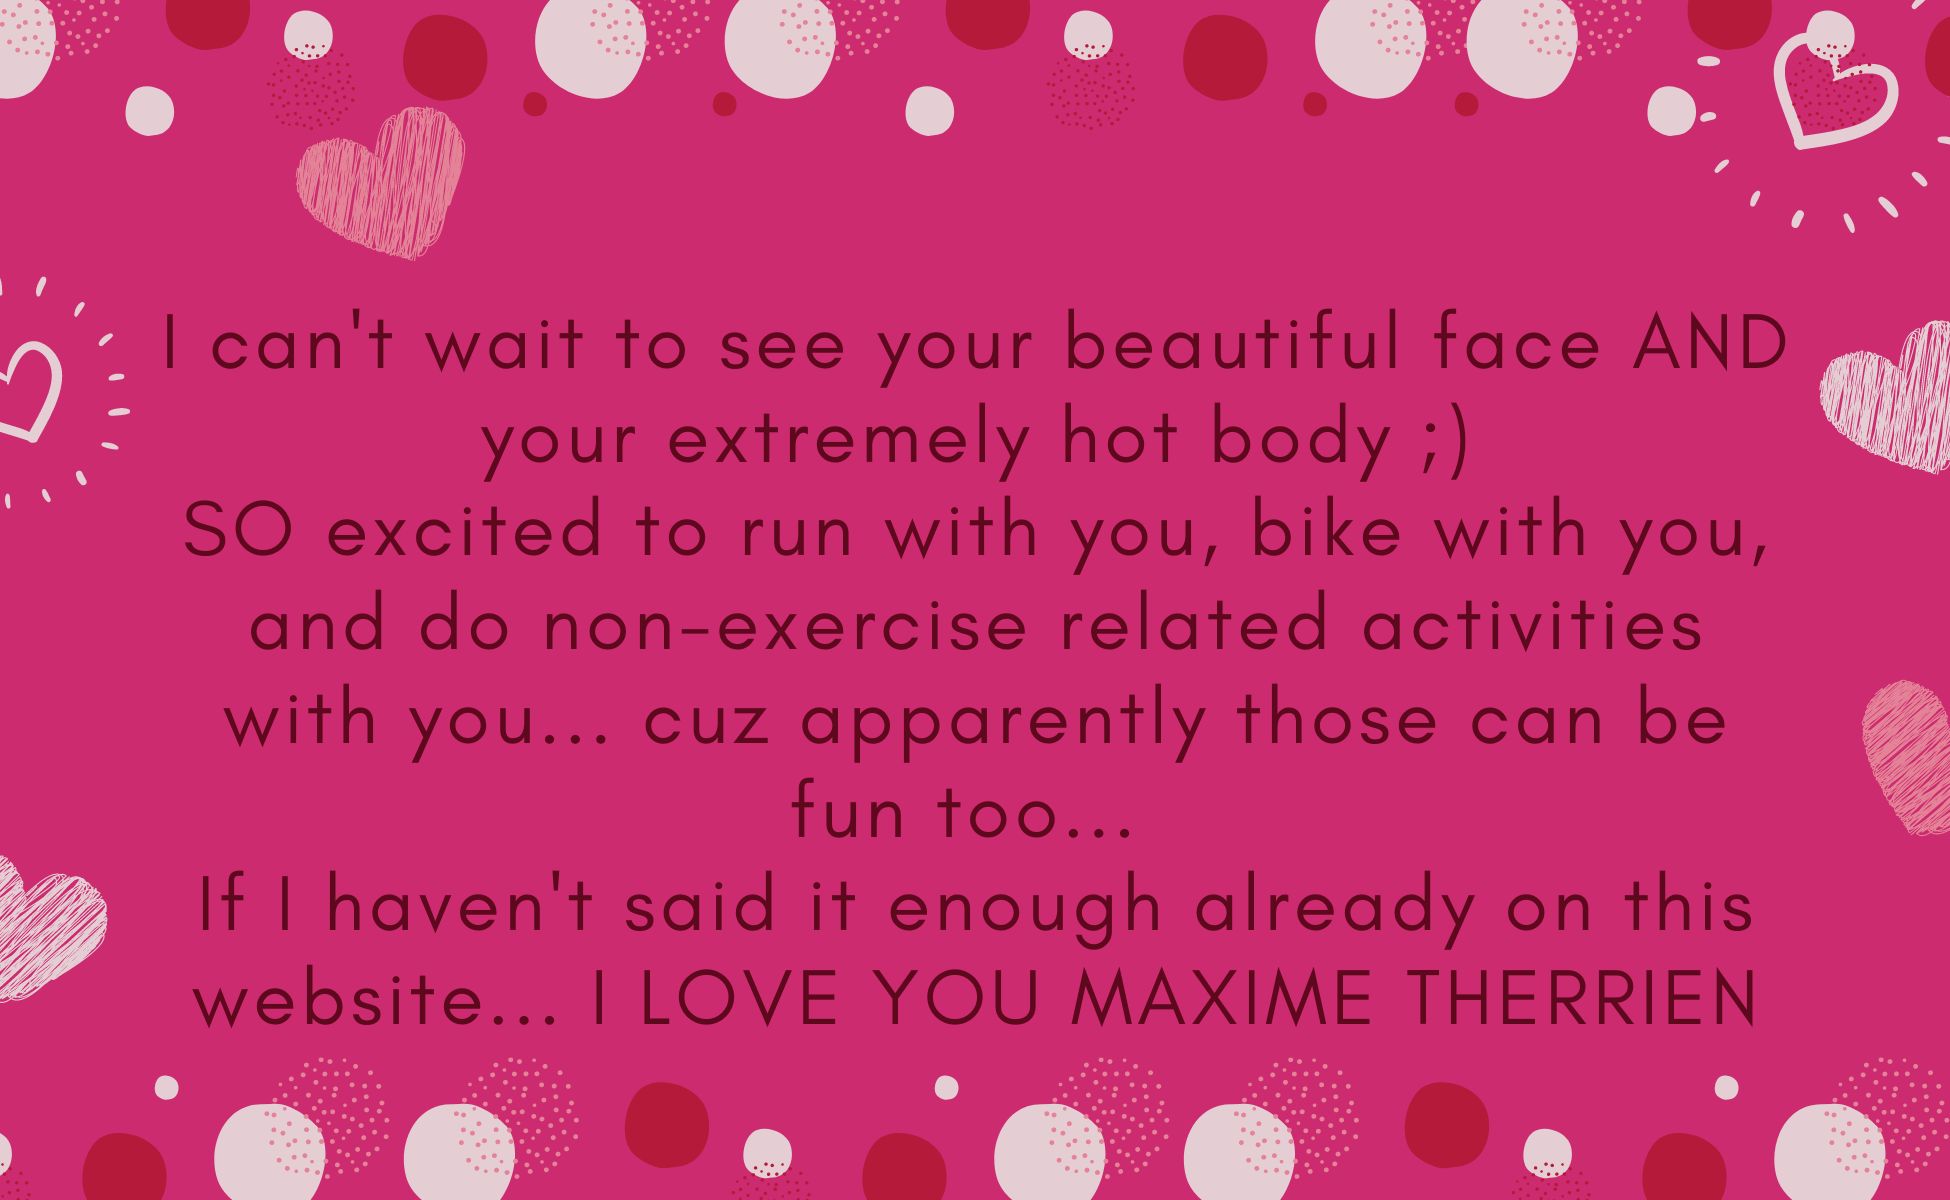 I can't wait to see your beautiful face AND
your extremely hot body ;)
SO excited to run with you, bike with you,
and do non-exercise related activities
with you... cuz apparently those can be
fun too...
If I haven't said it enough already on this
website... I LOVE YOU MAXIME THERRIEN